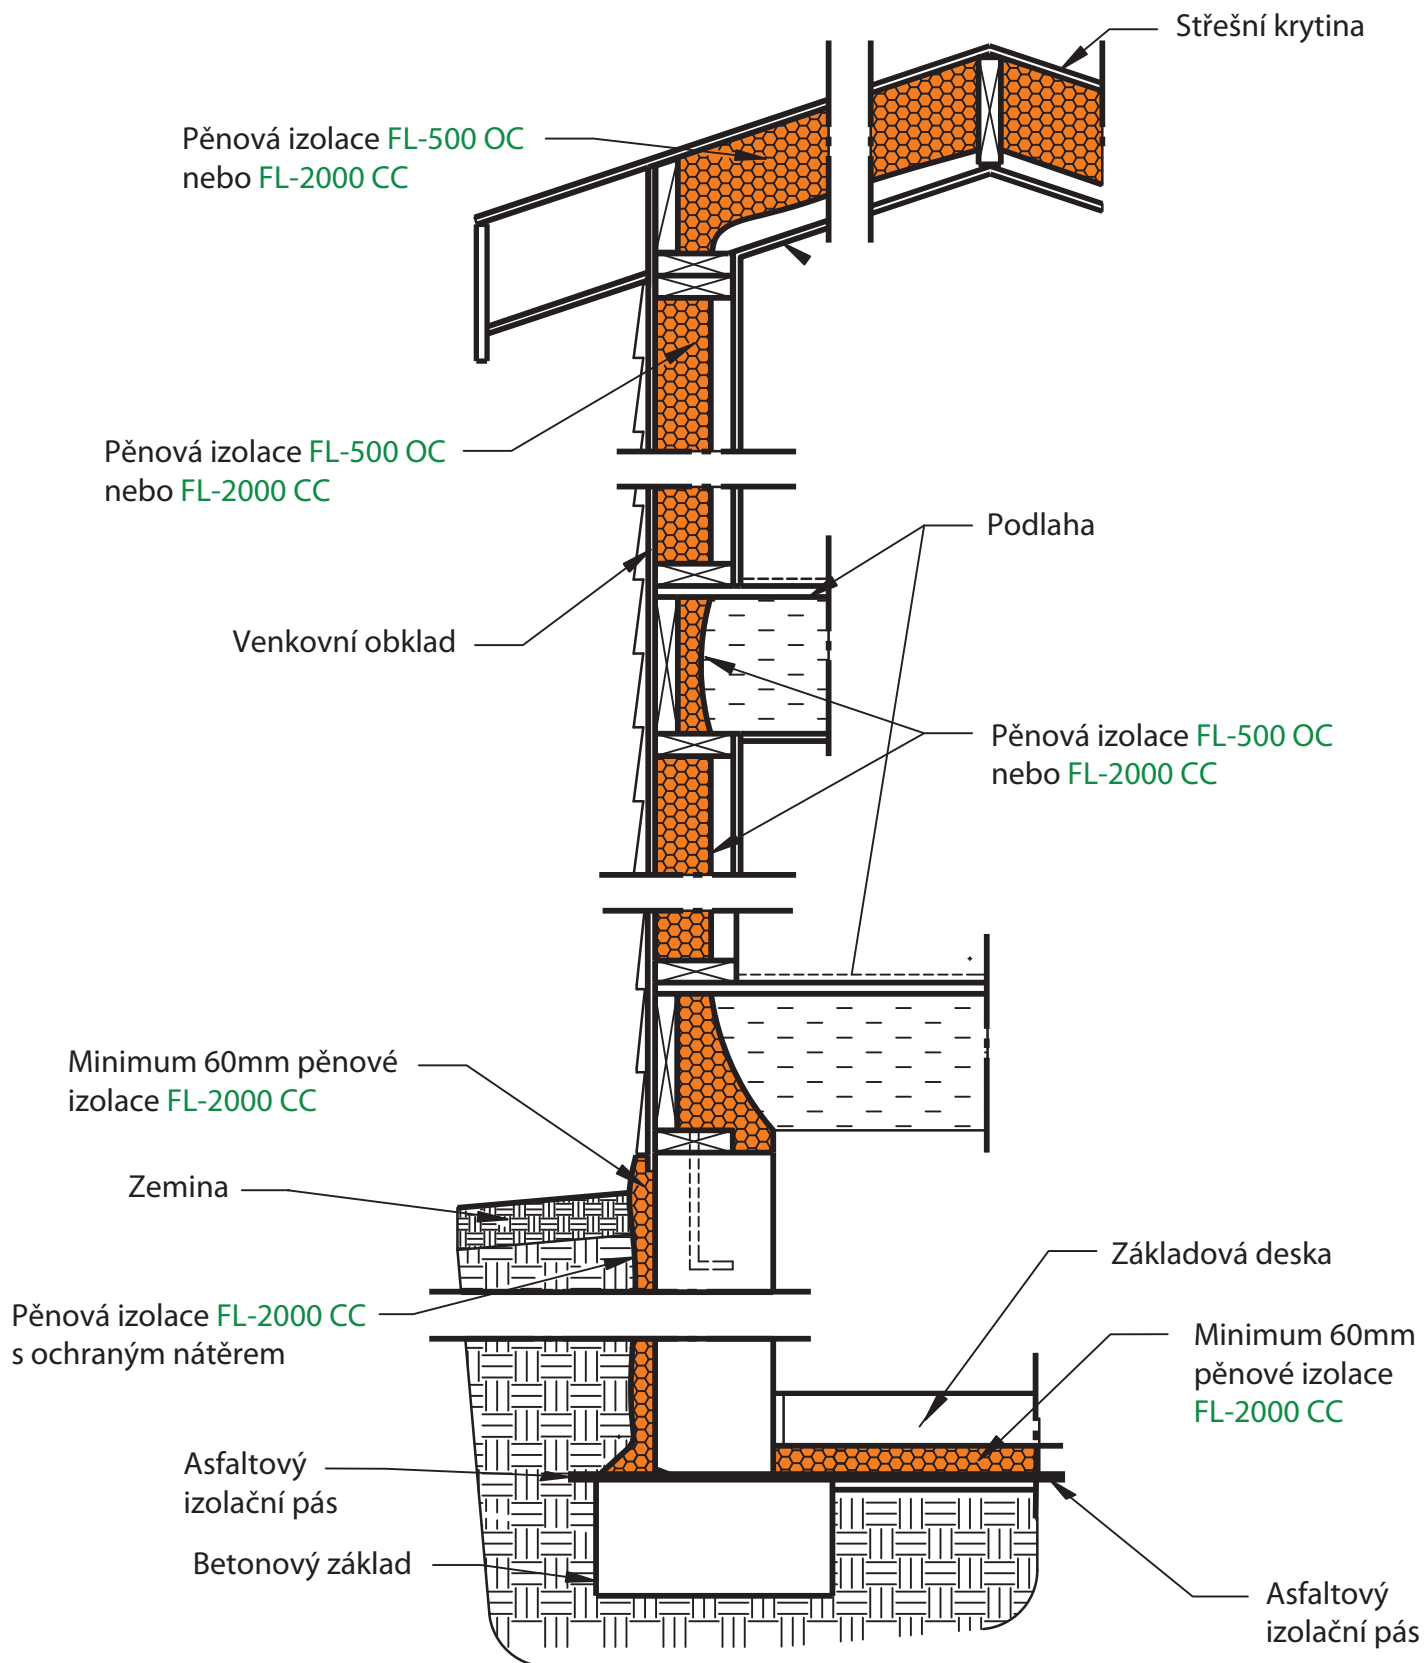 Střešní krytina
Pěnová izolace FL-500 OC
nebo FL-2000 CC
Pěnová izolace FL-500 OC
nebo FL-2000 CC
Podlaha
Venkovní obklad
Pěnová izolace FL-500 OC
nebo FL-2000 CC
Minimum 60mm pěnové
izolace FL-2000 CC
Zemina
Základová deska
Pěnová izolace FL-2000 CC
s ochraným nátěrem
Minimum 60mm
pěnové izolace
FL-2000 CC
Asfaltový
izolační pás
Betonový základ
Asfaltový
izolační pás